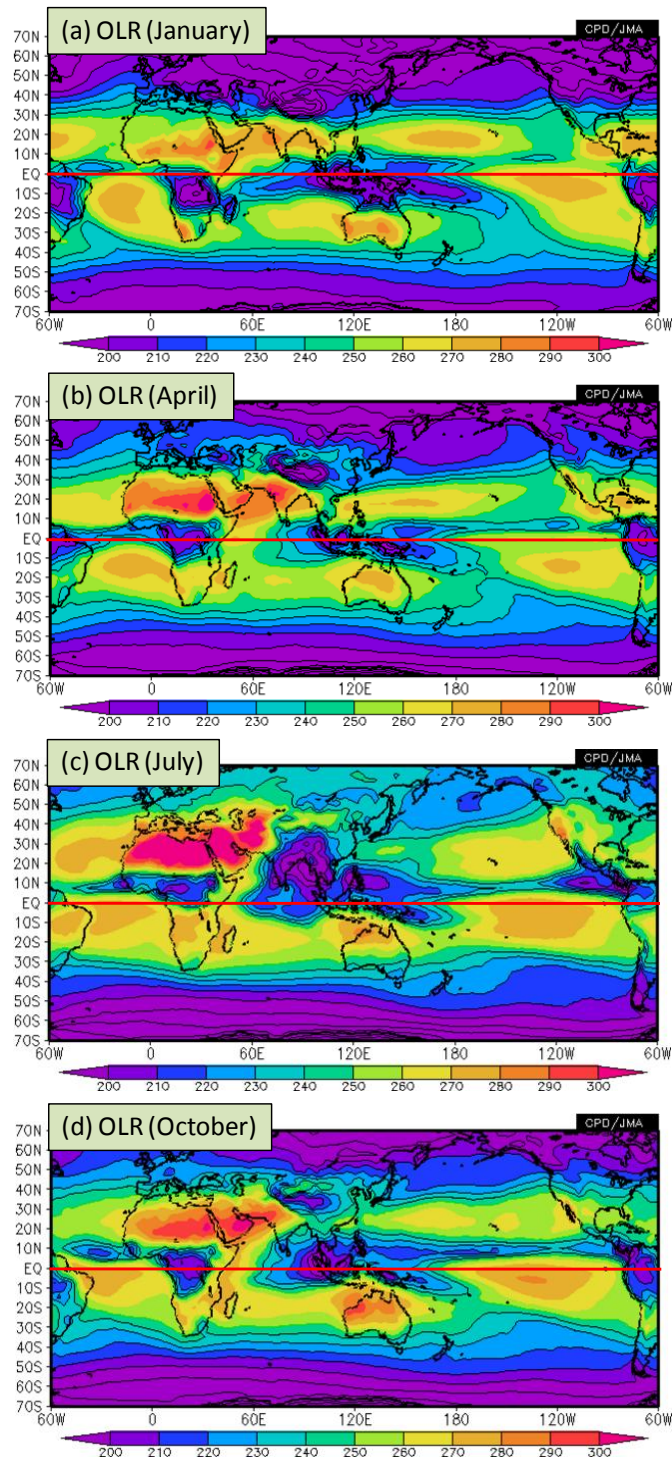 (a) OLR (January)
CPD/JMA
70N
60N
50N
40N
30N
20N
10N
EQ
10S
20S
30S
40S
50S
60S
70S
60W 0 60E 120E 180 120W 60W
200 210 220 230 240 250 260 270 280 290 300
(b) OLR (April)
CPD/JMA
70N
60N
50N
40N
30N
20N
10N
EQ
10S
20S
30S
40S
50S
60S
70S
60W 0 60E 120E 180 120W 60W
200 210 220 230 240 250 260 270 280 290 300
(c) OLR (July)
CPD/JMA
70N
60N
50N
40N
30N
20N
10N
EQ
10S
20S
30S
40S
50S
60S
70S
60W 0 60E 120E 180 120W 60W
200 210 220 230 240 250 260 270 280 290 300
(d) OLR (October)
CPD/JMA
70N
60N
50N
40N
30N
20N
10N
EQ
10S
20S
30S
40S
50S
60S
70S
60W 0 60E 120E 180 120W 60W
200 210 220 230 240 250 260 270 280 290 300